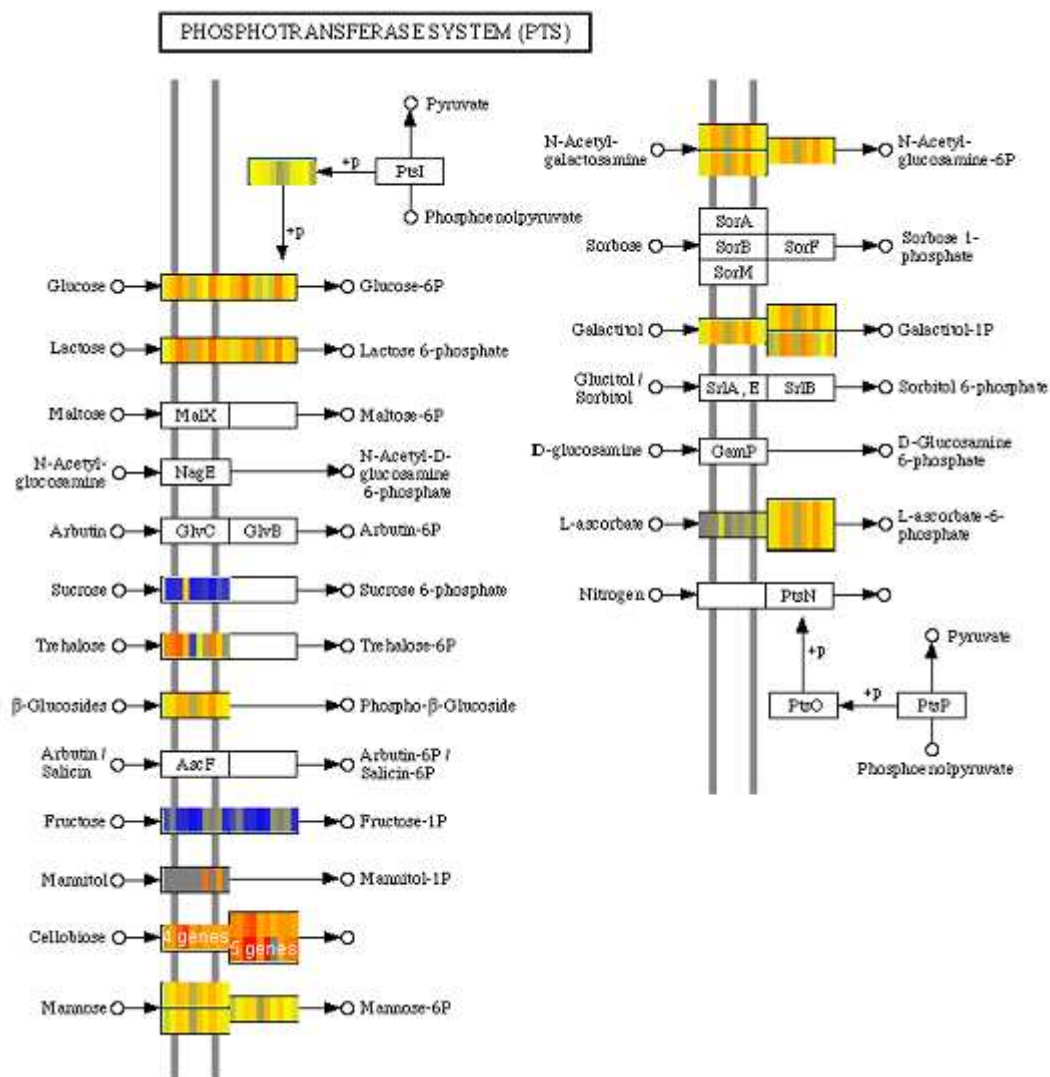 PHOSPHOTRANSFERASE SYSTEM (PTS)
Pyruvate
+p
PtsI
Phosphoenolpyruvate
+p
Glucose
Glucose-6P
Lactose
Lactose 6-phosphate
Maltose
MalX
Maltose-6P
N-Acetyl-
glucosamine
NagE
N-Acetyl-D-
glucosamine
6-phosphate
Arbutin
GlvC
GlvB
Arbutin-6P
Sucrose
Sucrose 6-phosphate
Trehalose
Trehalose-6P
β-Glucosides
Phospho-β-Glucoside
Arbutin /
Salicin
AscF
Arbutin-6P /
Salicin-6P
Fructose
Fructose-1P
Mannitol
Mannitol-1P
Cellobiose
4 genes
5 genes
Mannose
Mannose-6P
N-Acetyl-
galactosamine
N-Acetyl-
glucosamine-6P
SorA
Sorbose
SorB
SorF
SorM
Sorbose 1-
phosphate
Galactitol
Galactitol-1P
Glucitol /
Sorbitol
SrlA, E
SrlB
Sorbitol 6-phosphate
D-glucosamine
GamP
D-Glucosamine
6-phosphate
L-ascorbate
L-ascorbate-6-
phosphate
Nitrogen
PtsN
Pyruvate
+p
PtsO
+p
PtsP
Phosphoenolpyruvate